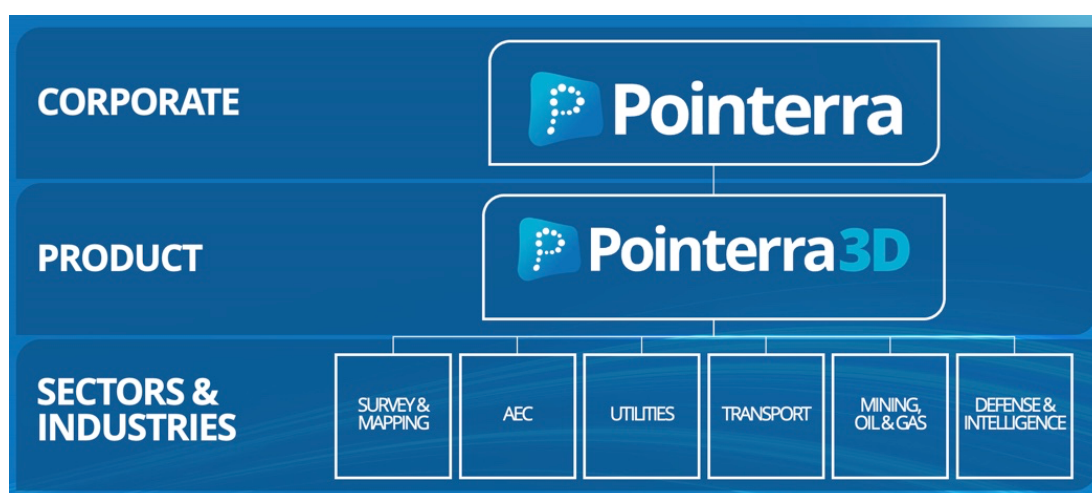 CORPORATE
Pointerra
PRODUCT
Pointerra3D
SECTORS &
INDUSTRIES
SURVEY &
MAPPING
AEC
UTILITIES
TRANSPORT
MINING,
OIL & GAS
DEFENSE &
INTELLIGENCE